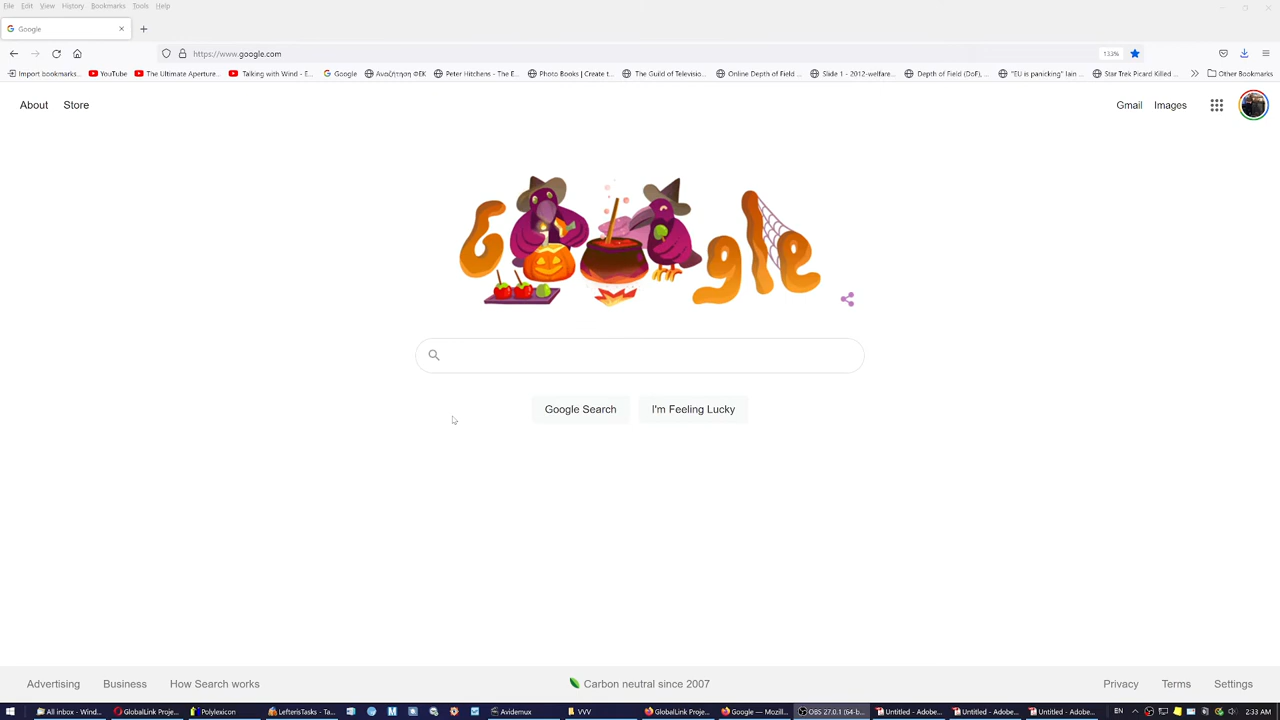 File Edit View History Bookmarks Tools Help
Google
https://www.google.com 133%
Import bookmarks... YouTube The Ultimate Aperture... Talking with Wind - E... Google Αναζήτηση ΦΕΚ Peter Hitchens - The E... Photo Books | Create t... The Guild of Televisio... Online Depth of Field ... Slide 1 - 2012-welfare... Depth of Field (DoF), ... "EU is panicking" Iain ... Star Trek Picard Killed ... Other Bookmarks
About Store Gmail Images
Google
Google Search I'm Feeling Lucky
Advertising Business How Search works Carbon neutral since 2007 Privacy Terms Settings
All inbox - Wind... GlobalLink Proje... Polylexicon LefterisTasks - Tra... Avidemux VVV GlobalLink Proje... Google — Mozill... OBS 27.0.1 (64-b... Untitled - Adobe... Untitled - Adobe... Untitled - Adobe... EN 2:33 AM